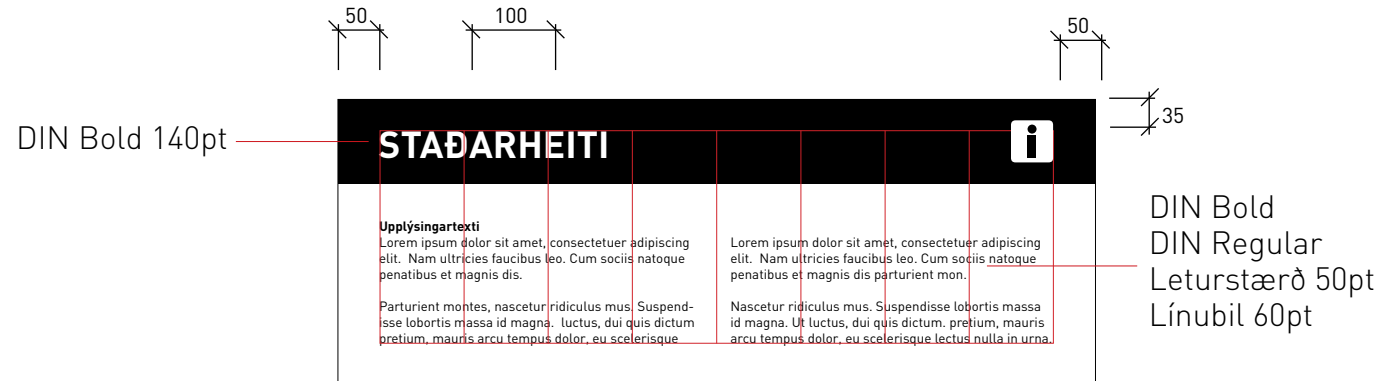 50
100
50
35
DIN Bold 140pt
STAÐARHEITI
i
Upplýsingartexti
Lorem ipsum dolor sit amet, consectetuer adipiscing
elit.  Nam ultricies faucibus leo. Cum sociis natoque
penatibus et magnis dis.
Parturient montes, nascetur ridiculus mus. Suspend-
isse lobortis massa id magna.  luctus, dui quis dictum
pretium, mauris arcu tempus dolor, eu scelerisque
Lorem ipsum dolor sit amet, consectetuer adipiscing
elit.  Nam ultricies faucibus leo. Cum sociis natoque
penatibus et magnis dis parturient mon.
Nascetur ridiculus mus. Suspendisse lobortis massa
id magna. Ut luctus, dui quis dictum. pretium, mauris
arcu tempus dolor, eu scelerisque lectus nulla in urna.
DIN Bold
DIN Regular
Leturstærð 50pt
Línubil 60pt